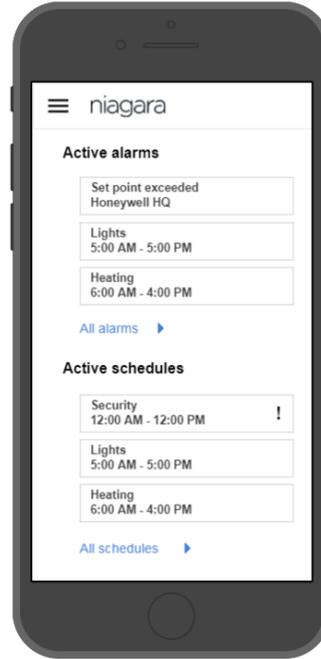 niagara
Active alarms
Set point exceeded
Honeywell HQ
Lights
5:00 AM - 5:00 PM
Heating
6:00 AM - 4:00 PM
All alarms
Active schedules
Security
12:00 AM - 12:00 PM
!
Lights
5:00 AM - 5:00 PM
Heating
6:00 AM - 4:00 PM
All schedules